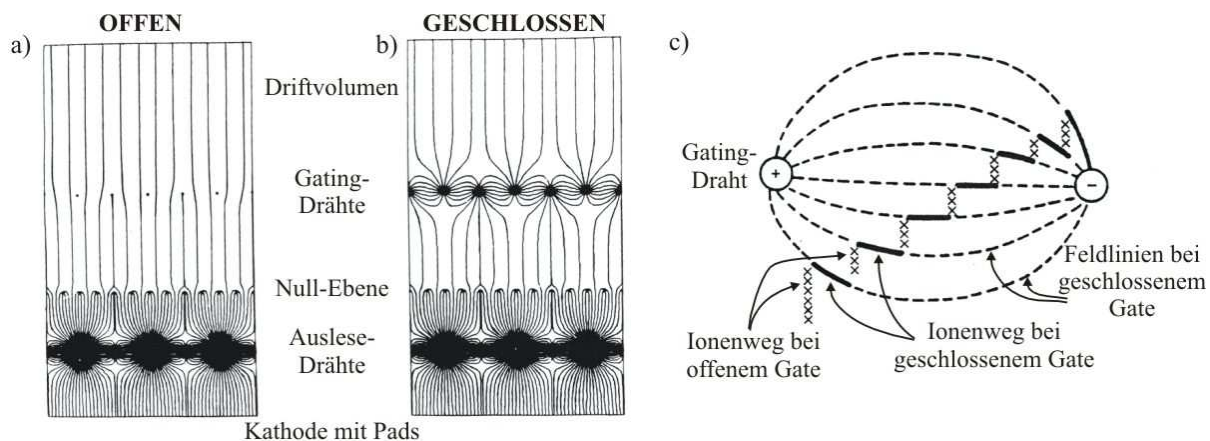 OFFEN
GESCHLOSSEN
a)
b)
c)
Driftvolumen
Gating-
Drähte
Null-Ebene
Auslese-
Drähte
Kathode mit Pads
Gating-
Draht
+
−
Feldlinien bei
geschlossenem
Gate
Ionenweg bei
offenem Gate
Ionenweg bei
geschlossenem Gate